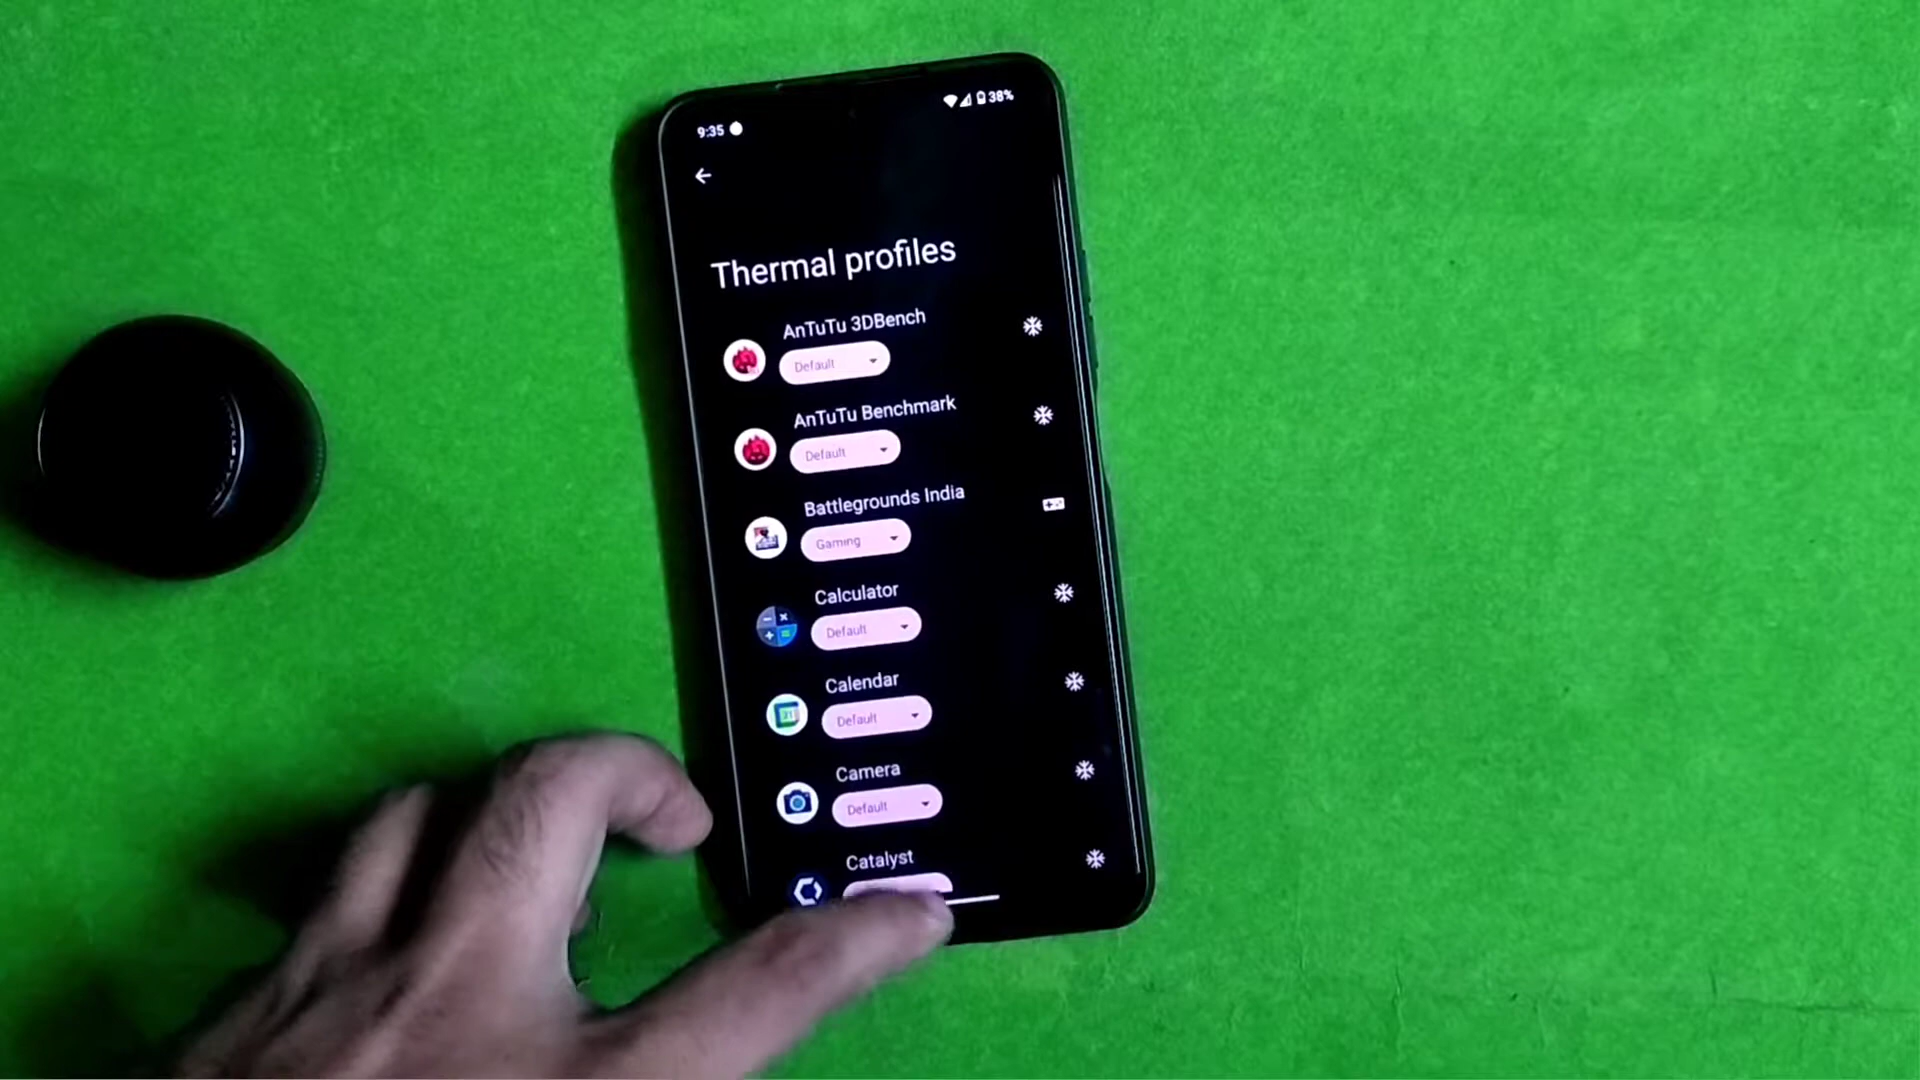 9:35
38%
Thermal profiles
AnTuTu 3DBench
Default
AnTuTu Benchmark
Default
Battlegrounds India
Gaming
Calculator
Default
Calendar
Default
Camera
Default
Catalyst